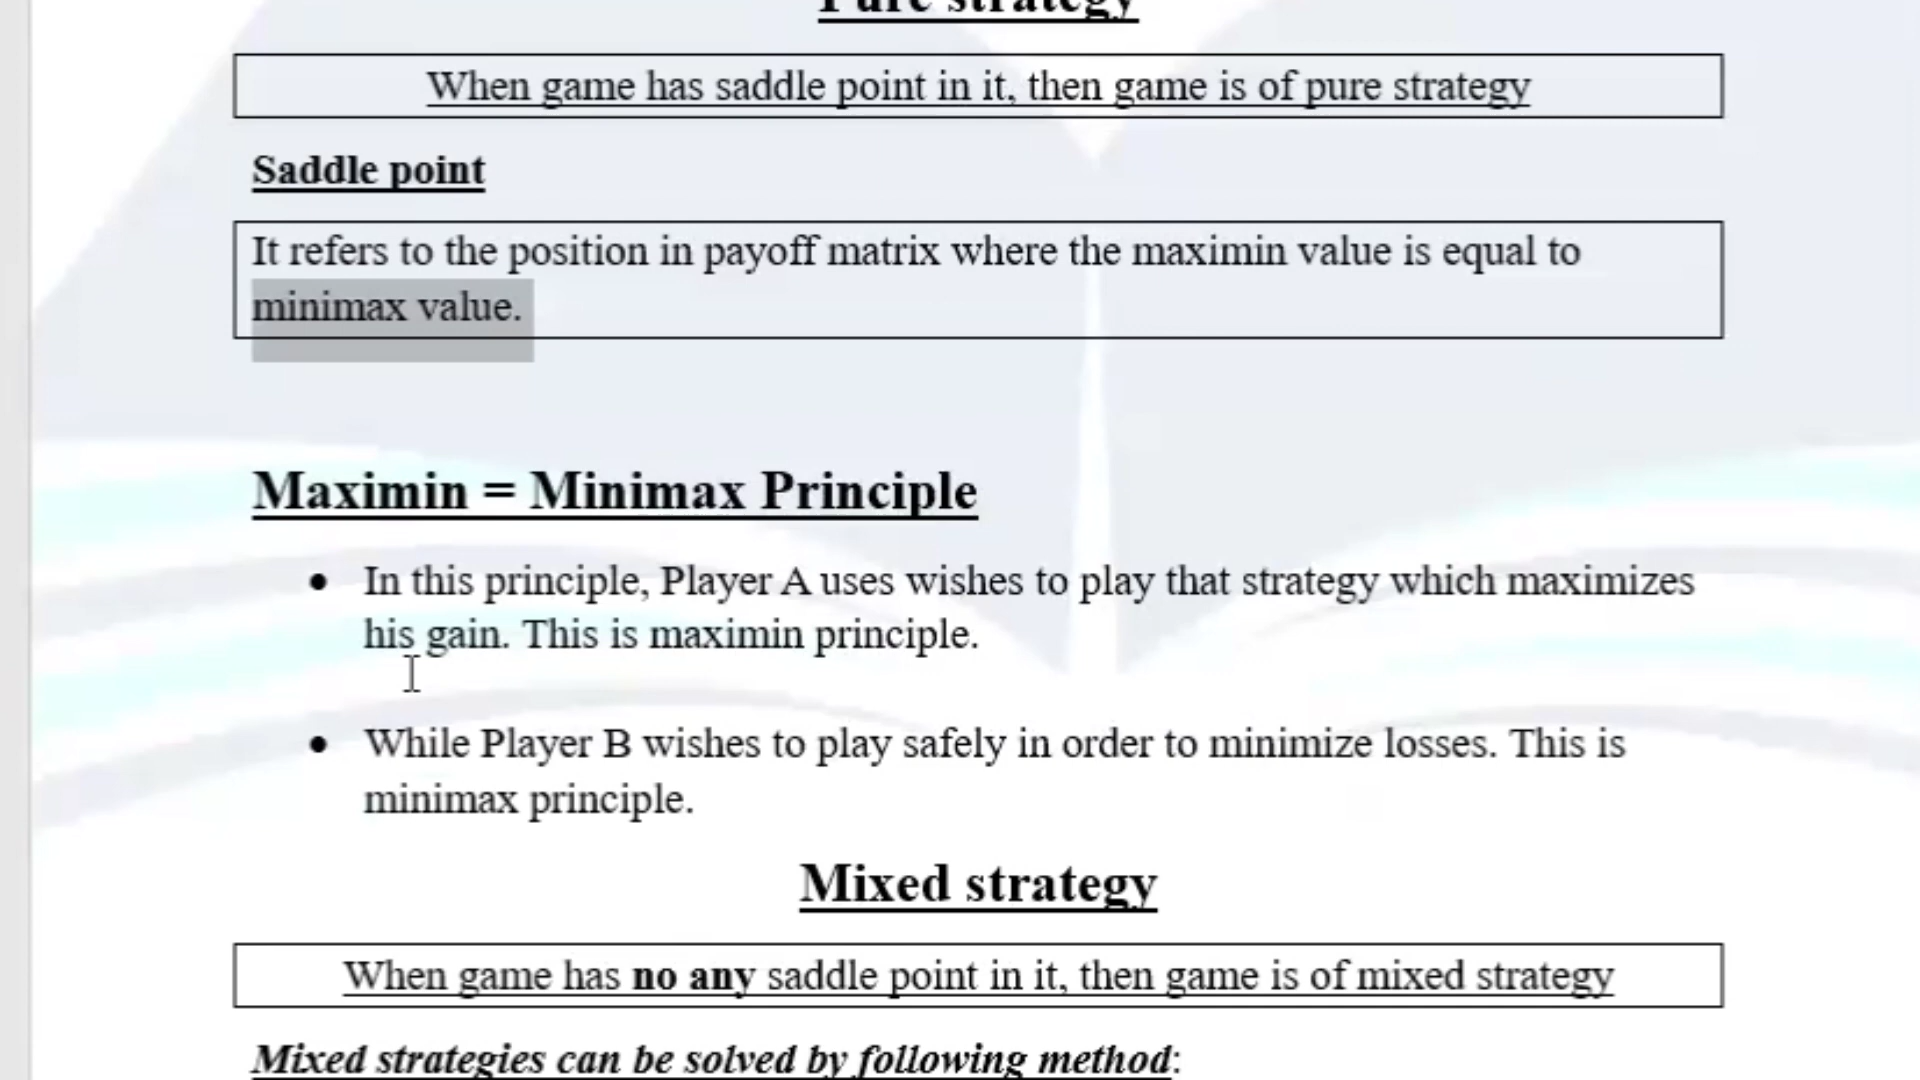 Pure strategy
When game has saddle point in it, then game is of pure strategy
Saddle point
It refers to the position in payoff matrix where the maximin value is equal to
minimax value.
Maximin = Minimax Principle
● In this principle, Player A uses wishes to play that strategy which maximizes
his gain. This is maximin principle.
● While Player B wishes to play safely in order to minimize losses. This is
minimax principle.
Mixed strategy
When game has no any saddle point in it, then game is of mixed strategy
Mixed strategies can be solved by following method: